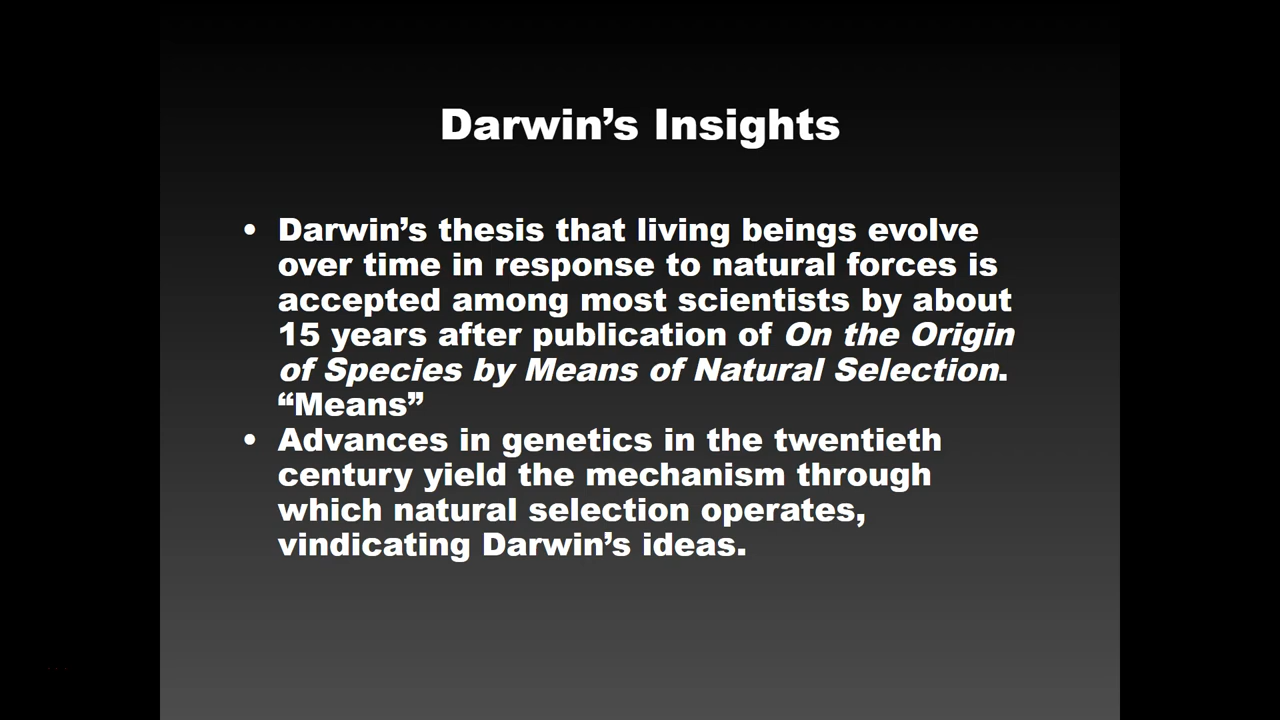 Darwin’s Insights
• Darwin’s thesis that living beings evolve
over time in response to natural forces is
accepted among most scientists by about
15 years after publication of On the Origin
of Species by Means of Natural Selection.
“Means”
• Advances in genetics in the twentieth
century yield the mechanism through
which natural selection operates,
vindicating Darwin’s ideas.